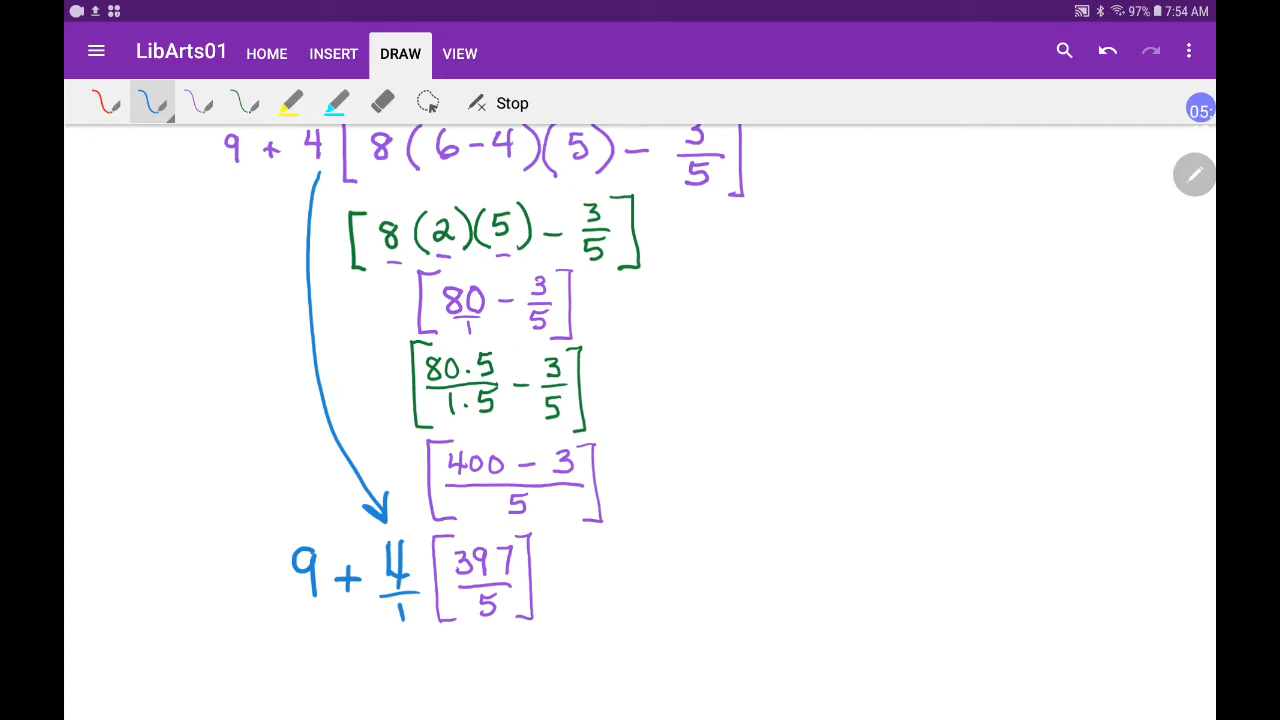 97% 7:54 AM
LibArts01 HOME INSERT DRAW VIEW
Stop 05:
9 + 4 [ 8 ( 6 - 4 ) ( 5 ) - 3/5 ]
[ 8 ( 2 ) ( 5 ) - 3/5 ]
[ 80/1 - 3/5 ]
[ 80 . 5 / 1 . 5 - 3/5 ]
[ 400 - 3 / 5 ]
9 + 4/1 [ 397/5 ]